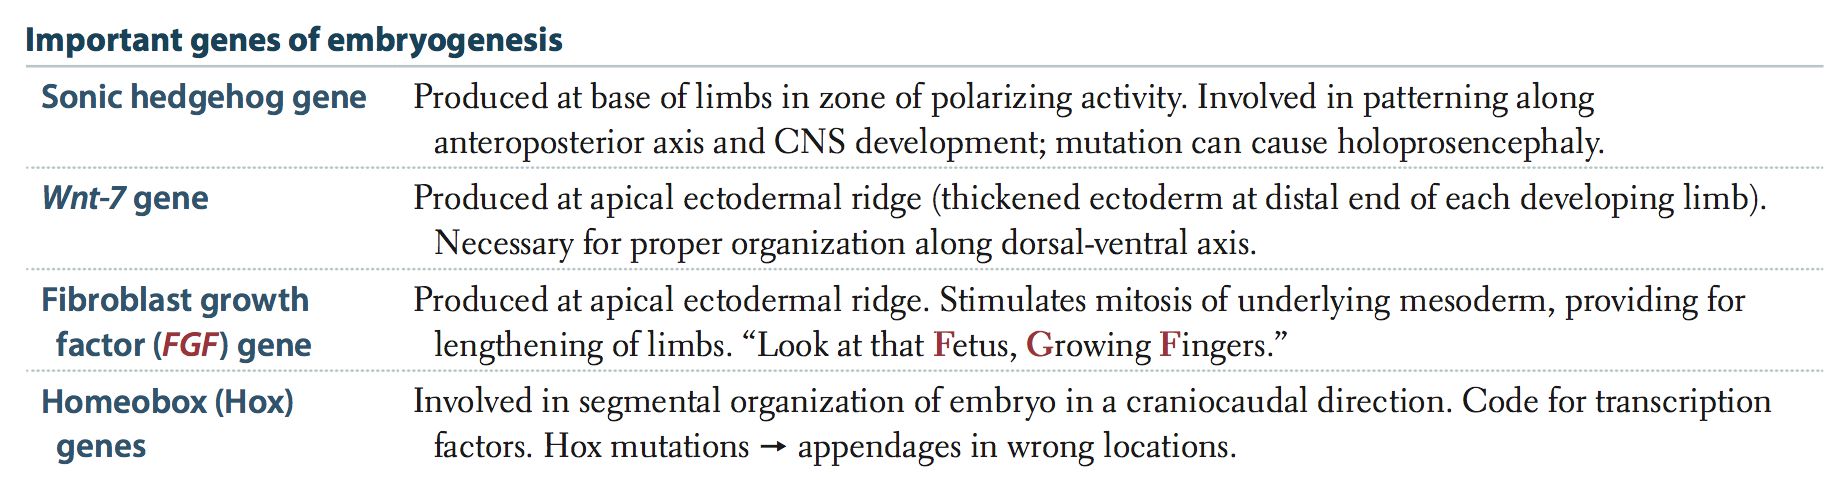 Important genes of embryogenesis
Sonic hedgehog gene
Produced at base of limbs in zone of polarizing activity. Involved in patterning along
anteroposterior axis and CNS development; mutation can cause holoprosencephaly.
Wnt-7 gene
Produced at apical ectodermal ridge (thickened ectoderm at distal end of each developing limb).
Necessary for proper organization along dorsal-ventral axis.
Fibroblast growth
factor (FGF) gene
Produced at apical ectodermal ridge. Stimulates mitosis of underlying mesoderm, providing for
lengthening of limbs. “Look at that Fetus, Growing Fingers.”
Homeobox (Hox)
genes
Involved in segmental organization of embryo in a craniocaudal direction. Code for transcription
factors. Hox mutations → appendages in wrong locations.